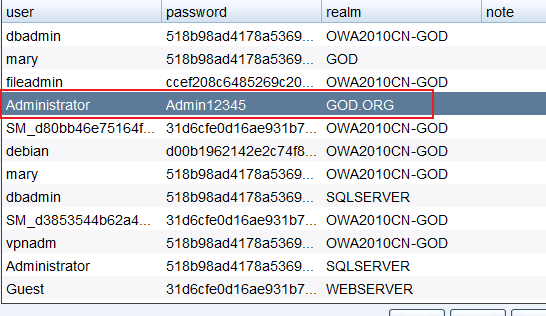 user password realm note
dbadmin 518b98ad4178a5369... OWA2010CN-GOD
mary 518b98ad4178a5369... GOD
fileadmin ccef208c6485269c20... OWA2010CN-GOD
Administrator Admin12345 GOD.ORG
SM_d80bb46e75164f... 31d6cfe0d16ae931b7... OWA2010CN-GOD
debian d00b1962142e2c74f8... OWA2010CN-GOD
mary 518b98ad4178a5369... OWA2010CN-GOD
dbadmin 518b98ad4178a5369... SQLSERVER
SM_d3853544b62a4... 31d6cfe0d16ae931b7... OWA2010CN-GOD
vpnadm 518b98ad4178a5369... OWA2010CN-GOD
Administrator 518b98ad4178a5369... SQLSERVER
Guest 31d6cfe0d16ae931b7... WEBSERVER